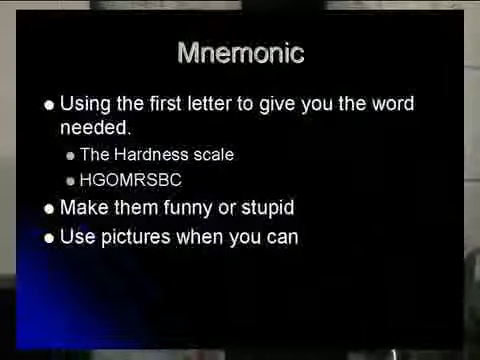 Mnemonic
Using the first letter to give you the word
needed.
The Hardness scale
HGOMRSBC
Make them funny or stupid
Use pictures when you can